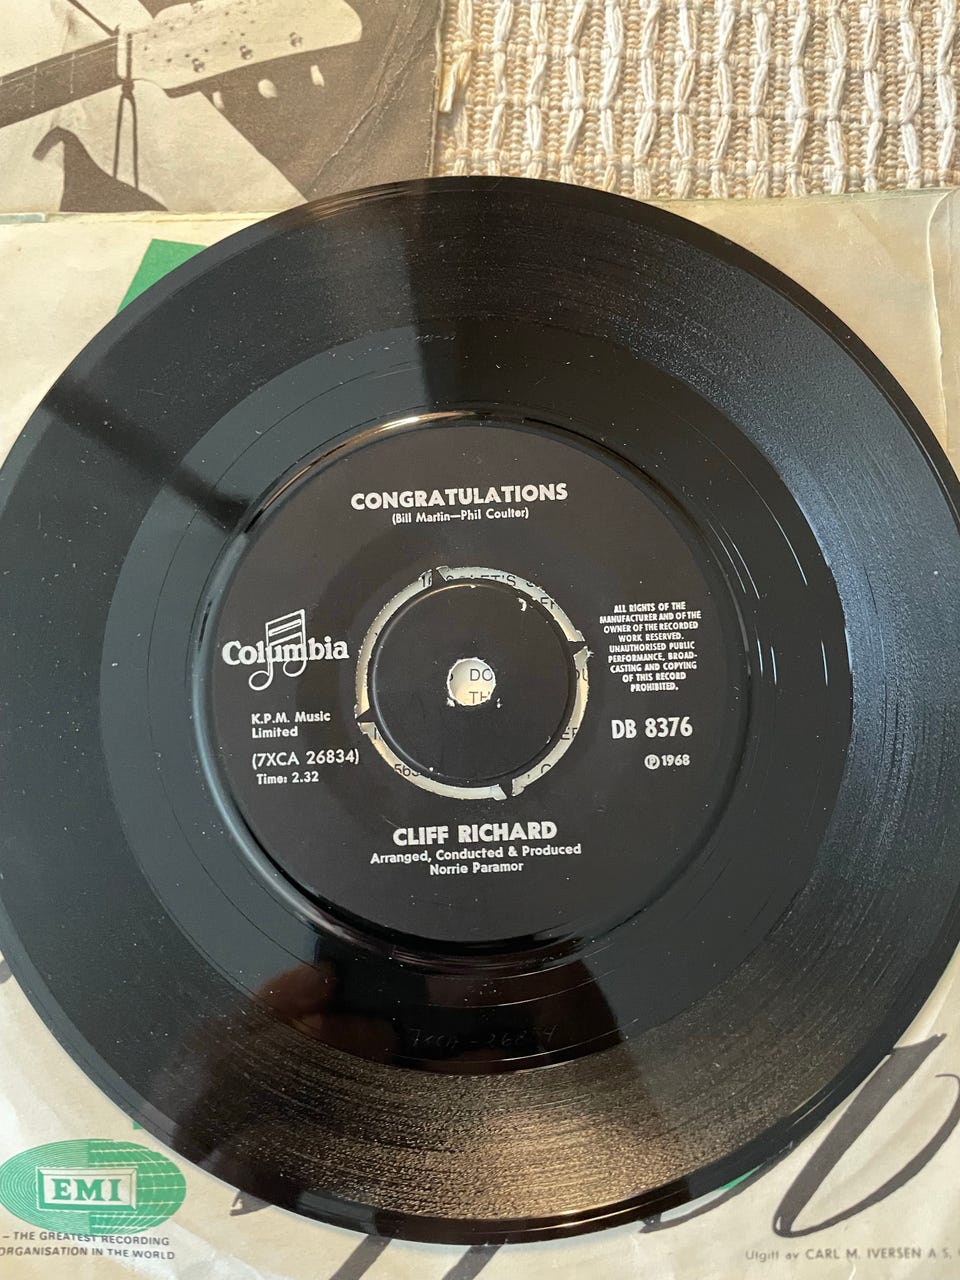 CONGRATULATIONS
(Bill Martin—Phil Coulter)
Columbia
ALL RIGHTS OF THE
MANUFACTURER AND OF THE
OWNER OF THE RECORDED
WORK RESERVED.
UNAUTHORISED PUBLIC
PERFORMANCE, BROAD-
CASTING AND COPYING
OF THIS RECORD
PROHIBITED.
K.P.M. Music
Limited
(7XCA 26834)
Time: 2.32
DB 8376
Ⓟ 1968
DO
CLIFF RICHARD
Arranged, Conducted & Produced
Norrie Paramor
EMI
– THE GREATEST RECORDING
ORGANISATION IN THE WORLD
Utgitt av CARL M. IVERSEN A S.